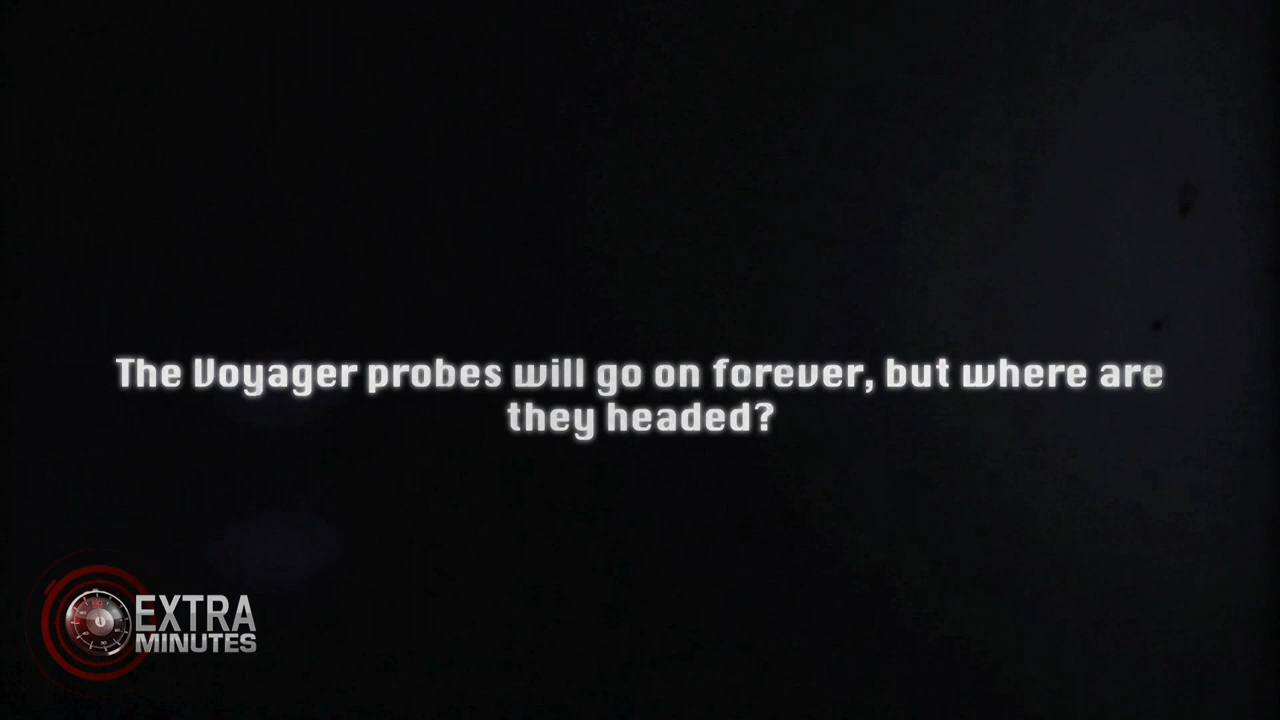 The Voyager probes will go on forever, but where are
they headed?
EXTRA
MINUTES